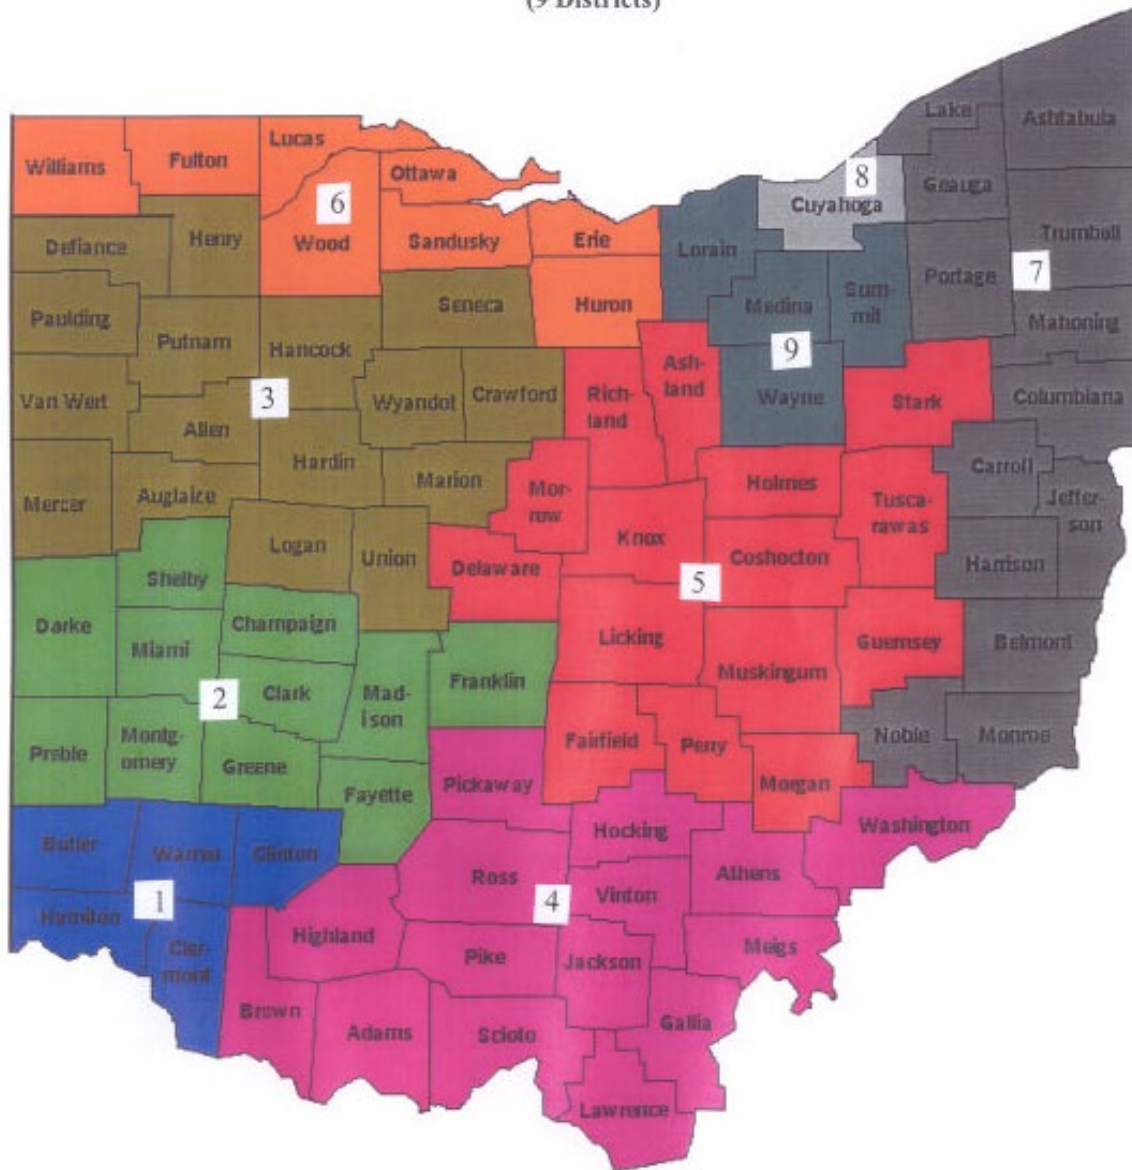 (9 Districts)
Lake
Ashtabula
Lucas
Williams
Fulton
Ottawa
8
Geauga
6
Cuyahoga
Defiance
Henry
Wood
Sandusky
Erie
Lorain
Trumbull
7
Portage
Paulding
Seneca
Huron
Medina
Sum-
mit
Mahoning
Putnam
Hancock
9
Ash-
land
Van Wert
3
Wyandot
Crawford
Rich-
land
Wayne
Stark
Columbiana
Allen
Hardin
Carroll
Mercer
Auglaize
Marion
Mor-
row
Holmes
Tusca-
rawas
Jeffer-
son
Logan
Union
Knox
Coshocton
Harrison
Shelby
Delaware
5
Darke
Champaign
Miami
Licking
Guernsey
Belmont
2
Clark
Mad-
ison
Franklin
Muskingum
Preble
Montg-
omery
Greene
Fairfield
Perry
Noble
Monroe
Fayette
Pickaway
Morgan
Butler
Warren
Clinton
Hocking
Washington
Ross
Athens
1
4
Vinton
Hamilton
Cler-
mont
Highland
Pike
Jackson
Meigs
Brown
Adams
Scioto
Gallia
Lawrence